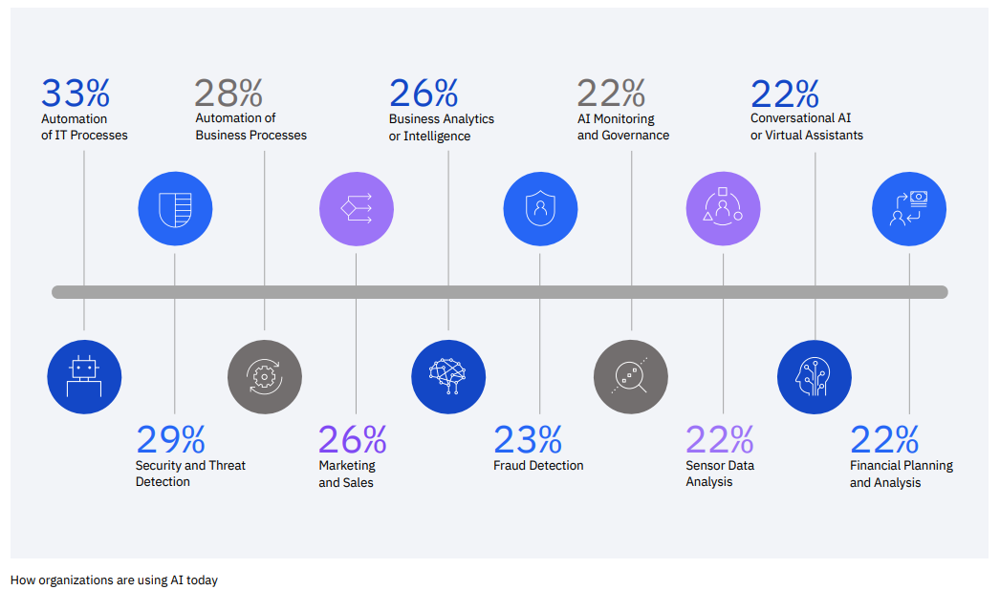 33%
Automation
of IT Processes
28%
Automation of
Business Processes
26%
Business Analytics
or Intelligence
22%
AI Monitoring
and Governance
22%
Conversational AI
or Virtual Assistants
29%
Security and Threat
Detection
26%
Marketing
and Sales
23%
Fraud Detection
22%
Sensor Data
Analysis
22%
Financial Planning
and Analysis
How organizations are using AI today